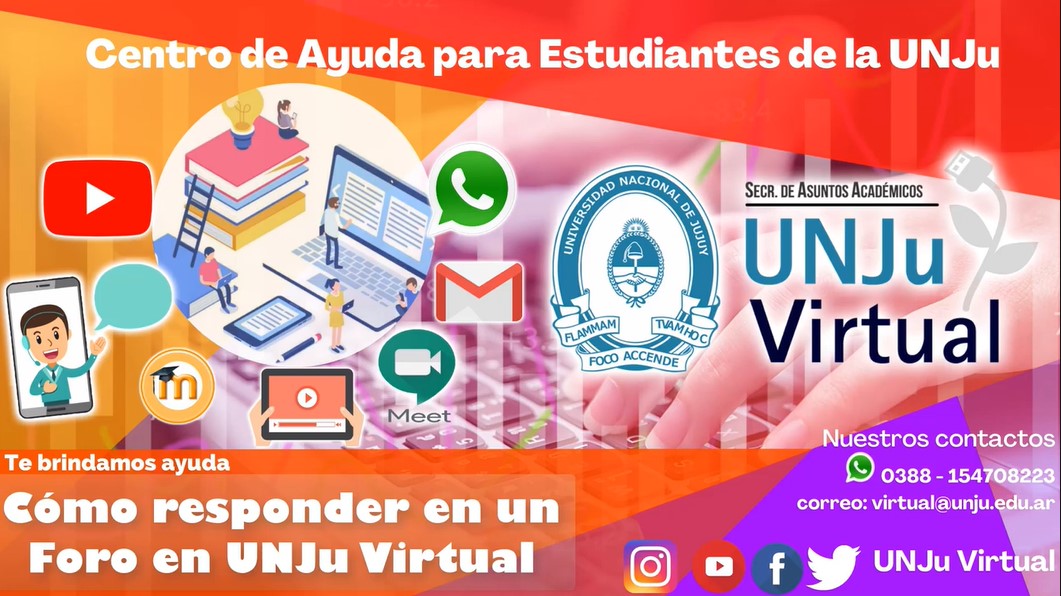 Centro de Ayuda para Estudiantes de la UNJu
UNIVERSIDAD NACIONAL DE JUJUY
FLAMMAM
TVAM HOC
FOCO ACCENDE
SECR. DE ASUNTOS ACADÉMICOS
UNJu
Virtual
m
Meet
Nuestros contactos
0388 - 154708223
correo: virtual@unju.edu.ar
Te brindamos ayuda
Cómo responder en un
Foro en UNJu Virtual
UNJu Virtual